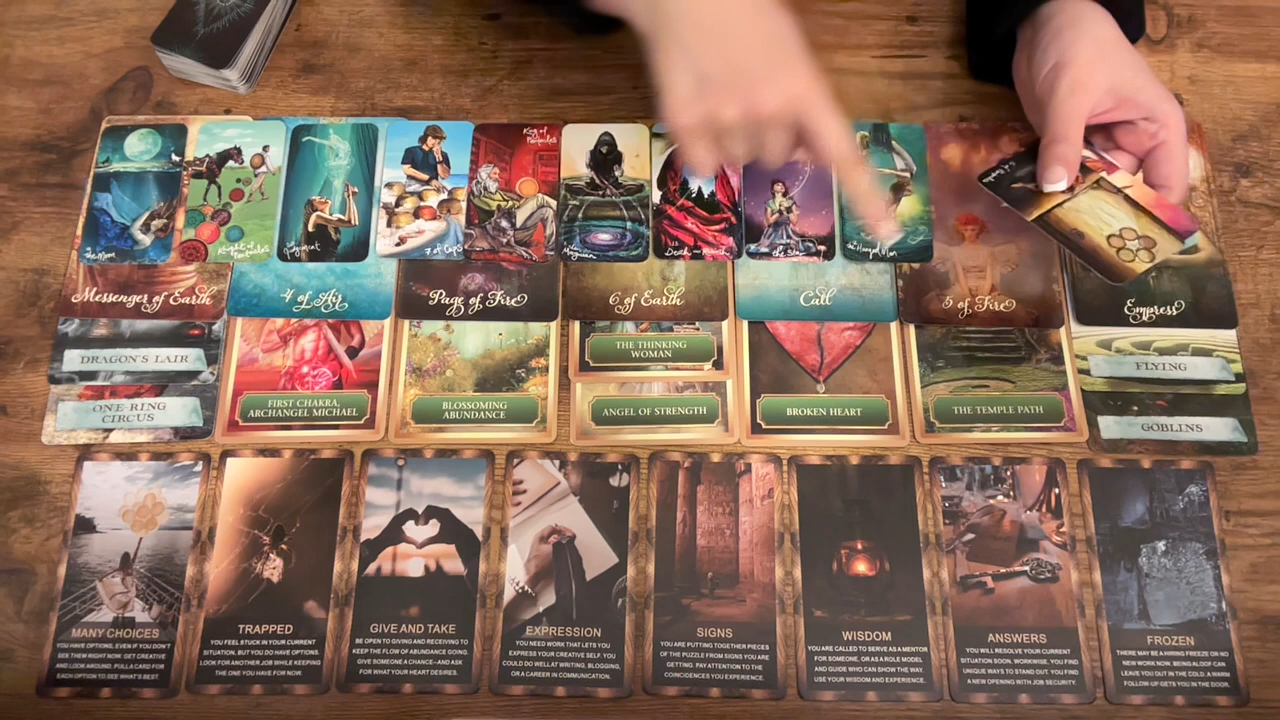 the Moon
Knight of
Pentacles
Judgment
7 of Cups
King of
Pentacles
Magician
Death
the Star
the Hanged Man
Messenger of Earth
4 of Air
Page of Fire
6 of Earth
Call
5 of Fire
Empress
DRAGON'S LAIR
ONE-RING
CIRCUS
FIRST CHAKRA,
ARCHANGEL MICHAEL
BLOSSOMING
ABUNDANCE
THE THINKING
WOMAN
ANGEL OF STRENGTH
BROKEN HEART
THE TEMPLE PATH
FLYING
GOBLINS
MANY CHOICES
YOU HAVE OPTIONS, EVEN IF YOU DON'T
SEE THEM RIGHT NOW. GET CREATIVE
AND LOOK AROUND. PULL A CARD FOR
EACH OPTION TO SEE WHAT'S BEST.
TRAPPED
YOU FEEL STUCK IN YOUR CURRENT
SITUATION, BUT YOU DO HAVE OPTIONS.
LOOK FOR ANOTHER JOB WHILE KEEPING
THE ONE YOU HAVE FOR NOW.
GIVE AND TAKE
BE OPEN TO GIVING AND RECEIVING TO
KEEP THE FLOW OF ABUNDANCE GOING.
GIVE SOMEONE A CHANCE—AND ASK
FOR WHAT YOUR HEART DESIRES.
EXPRESSION
YOU NEED WORK THAT LETS YOU
EXPRESS YOUR CREATIVE SELF. YOU
COULD DO WELL AT WRITING, BLOGGING,
OR A CAREER IN COMMUNICATION.
SIGNS
YOU ARE PUTTING TOGETHER PIECES
OF THE PUZZLE FROM SIGNS YOU ARE
GETTING. PAY ATTENTION TO THE
COINCIDENCES YOU EXPERIENCE.
WISDOM
YOU ARE CALLED TO SERVE AS A MENTOR
FOR SOMEONE, OR AS A ROLE MODEL
AND GUIDE WHO CAN SHOW THE WAY.
USE YOUR WISDOM AND EXPERIENCE.
ANSWERS
YOU WILL RESOLVE YOUR CURRENT
SITUATION SOON. WORKWISE, YOU FIND
UNIQUE WAYS TO STAND OUT. YOU FIND
A NEW OPENING WITH JOB SECURITY.
FROZEN
THERE MAY BE A HIRING FREEZE OR NO
NEW WORK NOW. BEING ALOOF CAN
LEAVE YOU OUT IN THE COLD. A WARM
FOLLOW-UP GETS YOU IN THE DOOR.